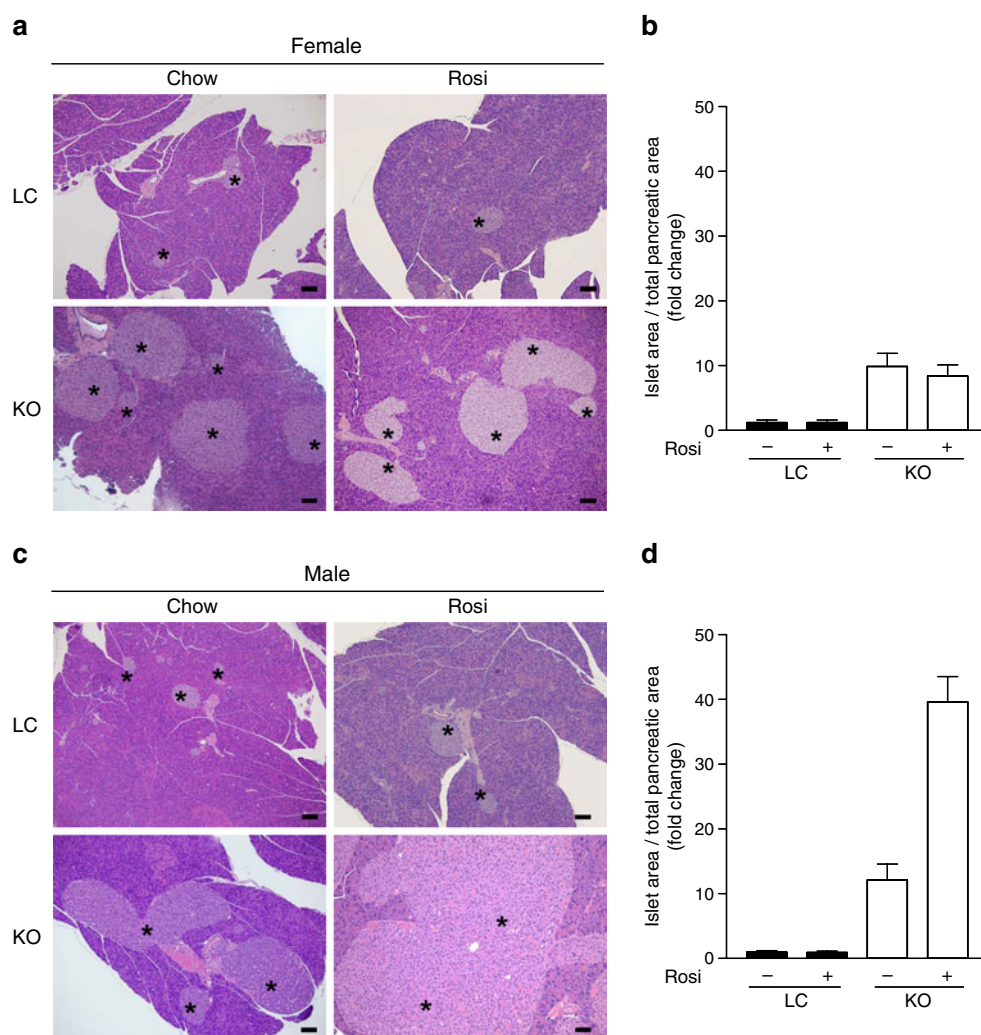 a
Female
Chow
Rosi
LC
*
*
*
KO
*
*
*
*
*
*
*
*
*
*
b
50
40
30
20
10
0
Islet area / total pancreatic area
(fold change)
Rosi
–
+
–
+
LC
KO
c
Male
Chow
Rosi
LC
*
*
*
*
*
KO
*
*
*
*
*
d
50
40
30
20
10
0
Islet area / total pancreatic area
(fold change)
Rosi
–
+
–
+
LC
KO